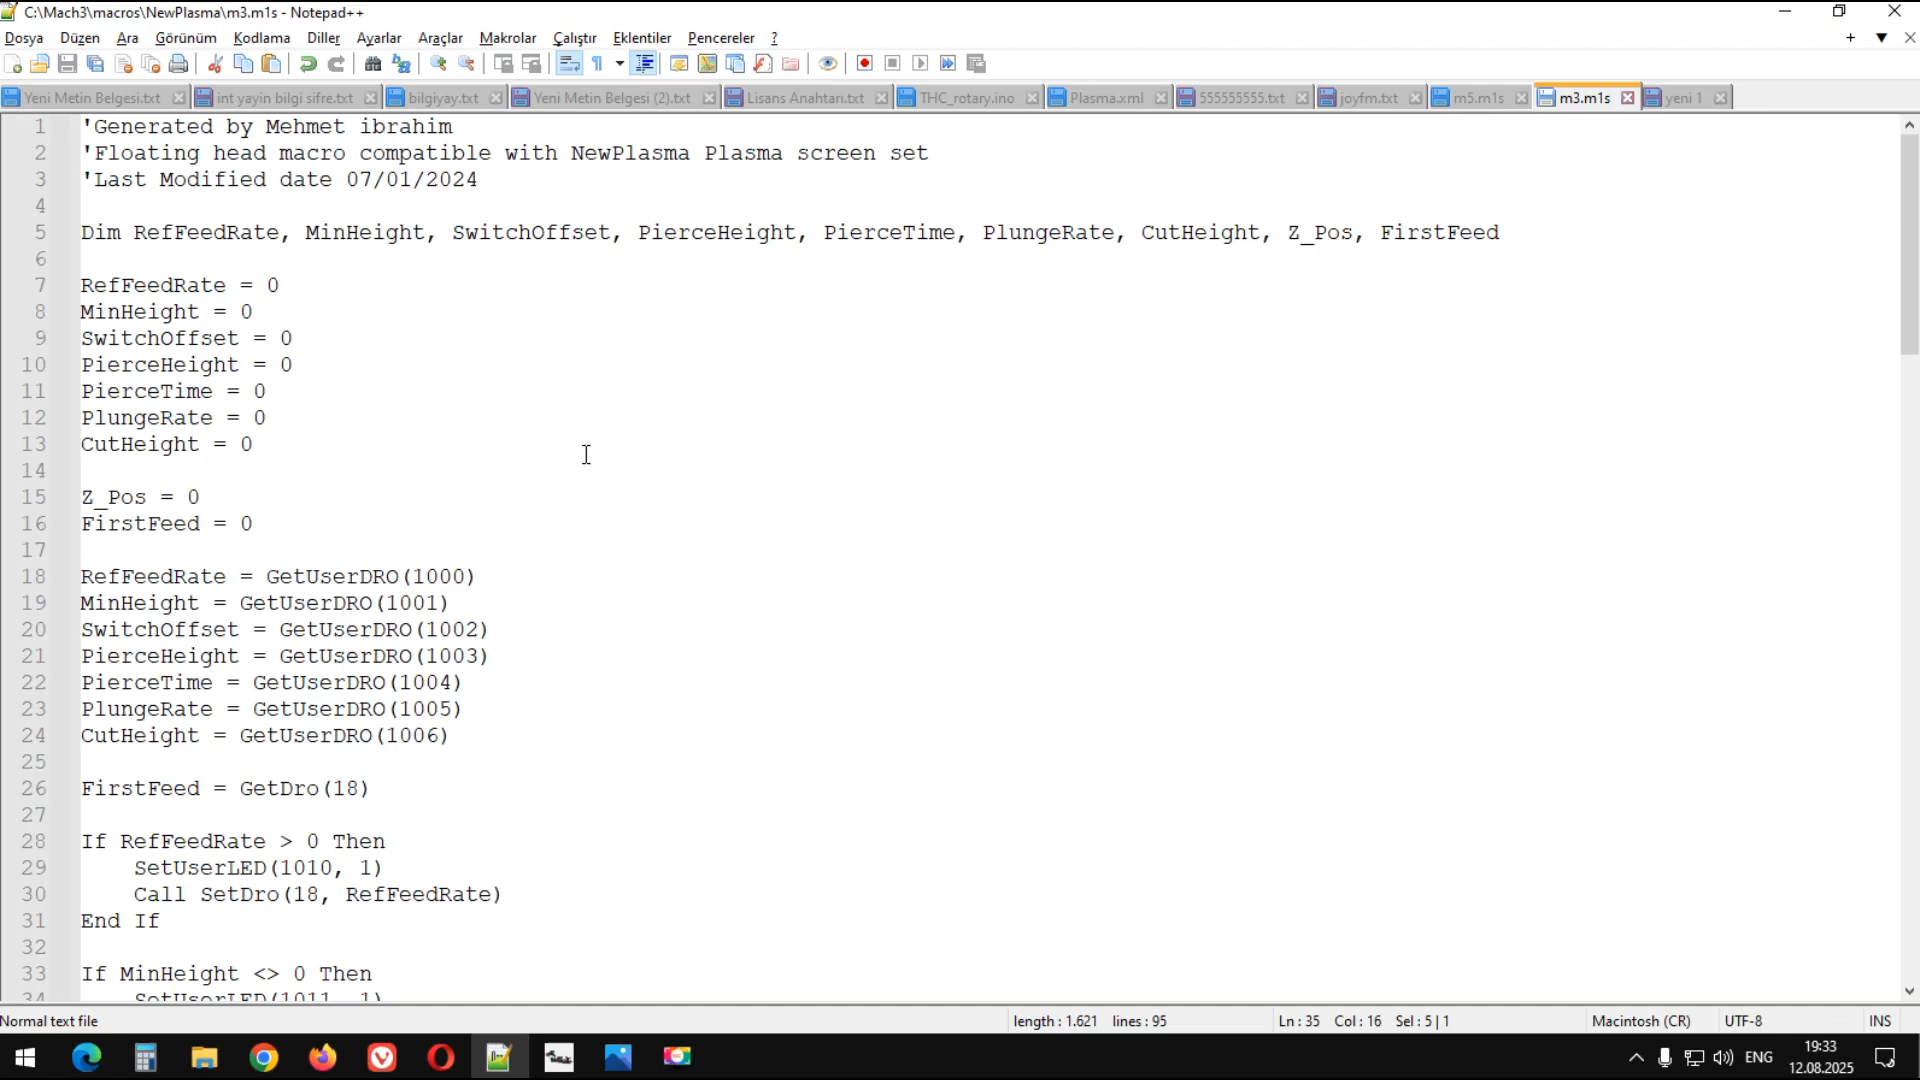 C:\Mach3\macros\NewPlasma\m3.m1s - Notepad++
Dosya Düzen Ara Görünüm Kodlama Diller Ayarlar Araçlar Makrolar Çalıştır Eklentiler Pencereler ?
Yeni Metin Belgesi.txt int yayin bilgi sifre.txt bilgiyay.txt Yeni Metin Belgesi (2).txt Lisans Anahtarı.txt THC_rotary.ino Plasma.xml 555555555.txt joyfm.txt m5.m1s m3.m1s yeni 1
1 'Generated by Mehmet ibrahim
2 'Floating head macro compatible with NewPlasma Plasma screen set
3 'Last Modified date 07/01/2024
4
5 Dim RefFeedRate, MinHeight, SwitchOffset, PierceHeight, PierceTime, PlungeRate, CutHeight, Z_Pos, FirstFeed
6
7 RefFeedRate = 0
8 MinHeight = 0
9 SwitchOffset = 0
10 PierceHeight = 0
11 PierceTime = 0
12 PlungeRate = 0
13 CutHeight = 0
14
15 Z_Pos = 0
16 FirstFeed = 0
17
18 RefFeedRate = GetUserDRO(1000)
19 MinHeight = GetUserDRO(1001)
20 SwitchOffset = GetUserDRO(1002)
21 PierceHeight = GetUserDRO(1003)
22 PierceTime = GetUserDRO(1004)
23 PlungeRate = GetUserDRO(1005)
24 CutHeight = GetUserDRO(1006)
25
26 FirstFeed = GetDro(18)
27
28 If RefFeedRate > 0 Then
29 SetUserLED(1010, 1)
30 Call SetDro(18, RefFeedRate)
31 End If
32
33 If MinHeight <> 0 Then
34 SetUserLED(1011, 1)
Normal text file length : 1.621 lines : 95 Ln : 35 Col : 16 Sel : 5 | 1 Macintosh (CR) UTF-8 INS
ENG 19:33
12.08.2025